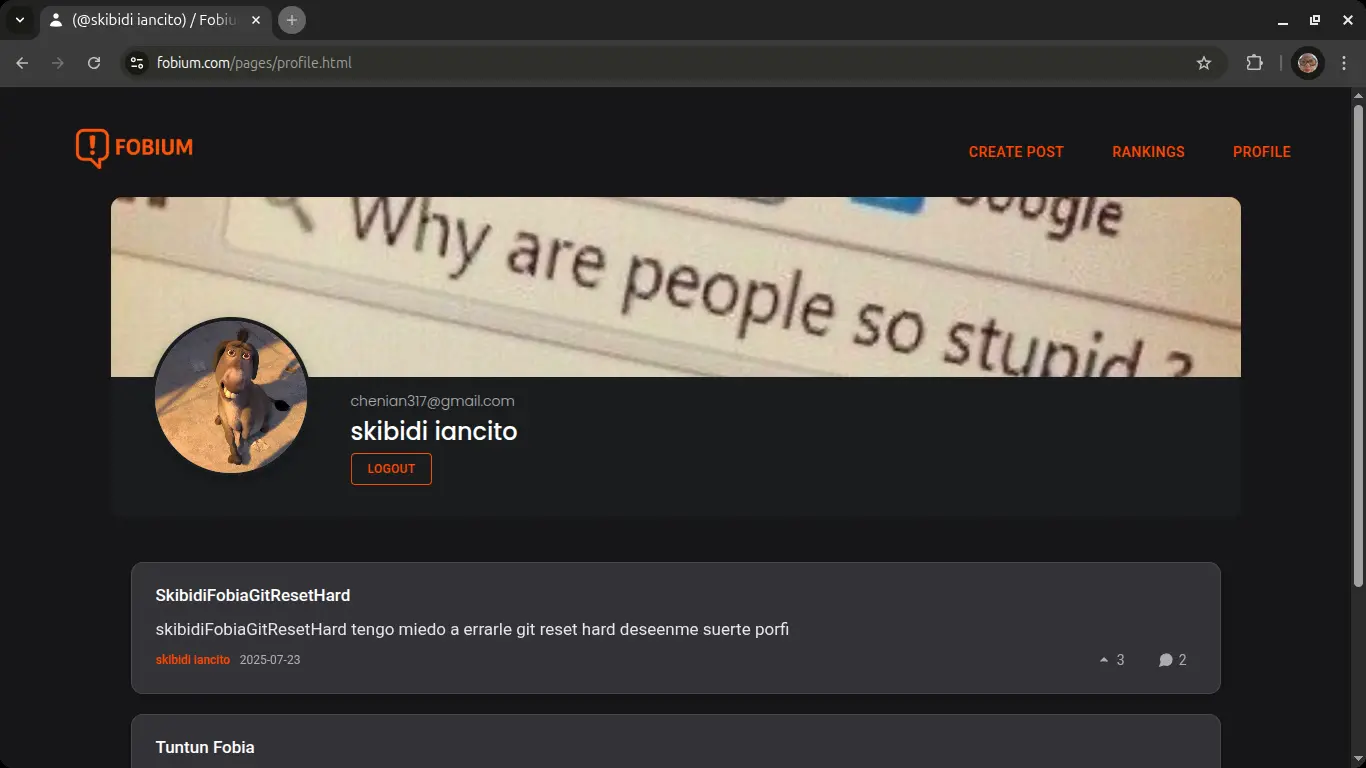 (@skibidi iancito) / Fobiu
fobium.com/pages/profile.html
FOBIUM
CREATE POST
RANKINGS
PROFILE
Google
Why are people so stupid ?
chenian317@gmail.com
skibidi iancito
LOGOUT
SkibidiFobiaGitResetHard
skibidiFobiaGitResetHard tengo miedo a errarle git reset hard deseenme suerte porfi
skibidi iancito 2025-07-23
3
2
Tuntun Fobia